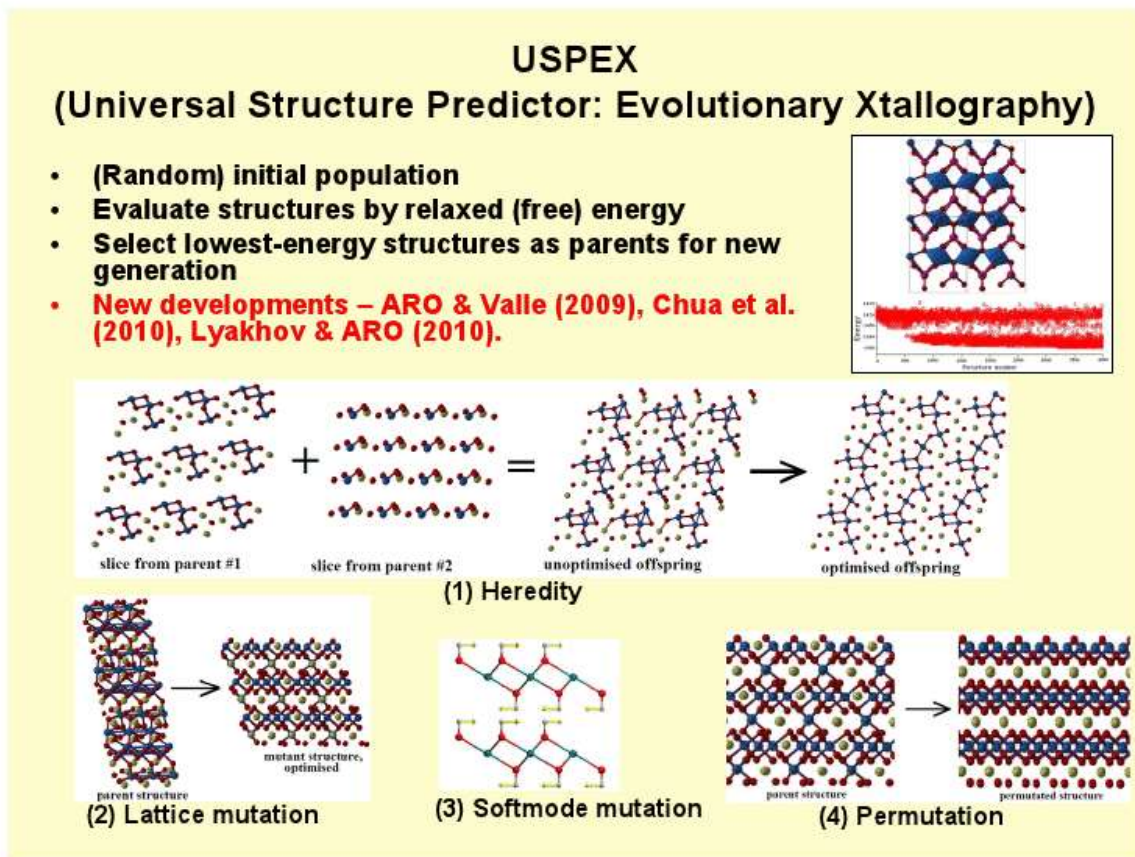 USPEX
(Universal Structure Predictor: Evolutionary Xtallography)
• (Random) initial population
• Evaluate structures by relaxed (free) energy
• Select lowest-energy structures as parents for new
generation
• New developments – ARO & Valle (2009), Chua et al.
(2010), Lyakhov & ARO (2010).
Energy
Structure number
+
=
slice from parent #1
slice from parent #2
unoptimised offspring
optimised offspring
(1) Heredity
parent structure
mutant structure,
optimised
(2) Lattice mutation
(3) Softmode mutation
parent structure
permutated structure
(4) Permutation